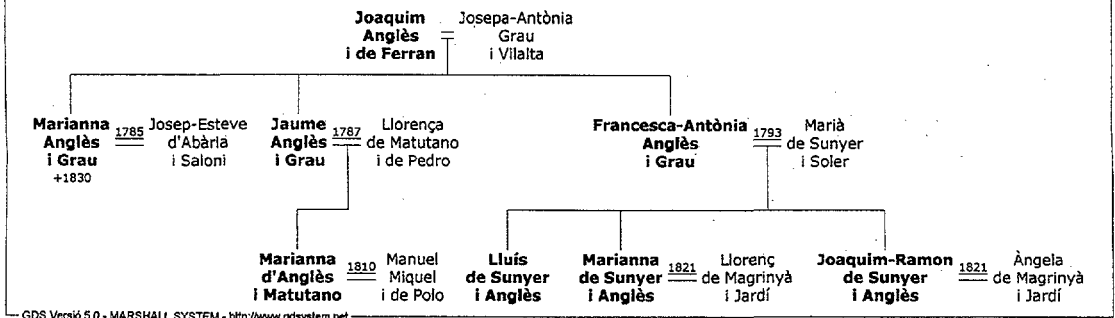 Joaquim
Anglès
i de Ferran
Josepa-Antònia
Grau
i Vilalta
Marianna
Anglès
i Grau
+1830
1785
Josep-Esteve
d'Abària
i Saloni
Jaume
Anglès
i Grau
1787
Llorença
de Matutano
i de Pedro
Francesca-Antònia
Anglès
i Grau
1793
Marià
de Sunyer
i Soler
Marianna
d'Anglès
i Matutano
1810
Manuel
Miquel
i de Polo
Lluís
de Sunyer
i Anglès
Marianna
de Sunyer
i Anglès
1821
Llorenç
de Magrinyà
i Jardí
Joaquim-Ramon
de Sunyer
i Anglès
1821
Àngela
de Magrinyà
i Jardí
GDS Versió 5.0 - MARSHALL SYSTEM - http://www.gdsystem.net